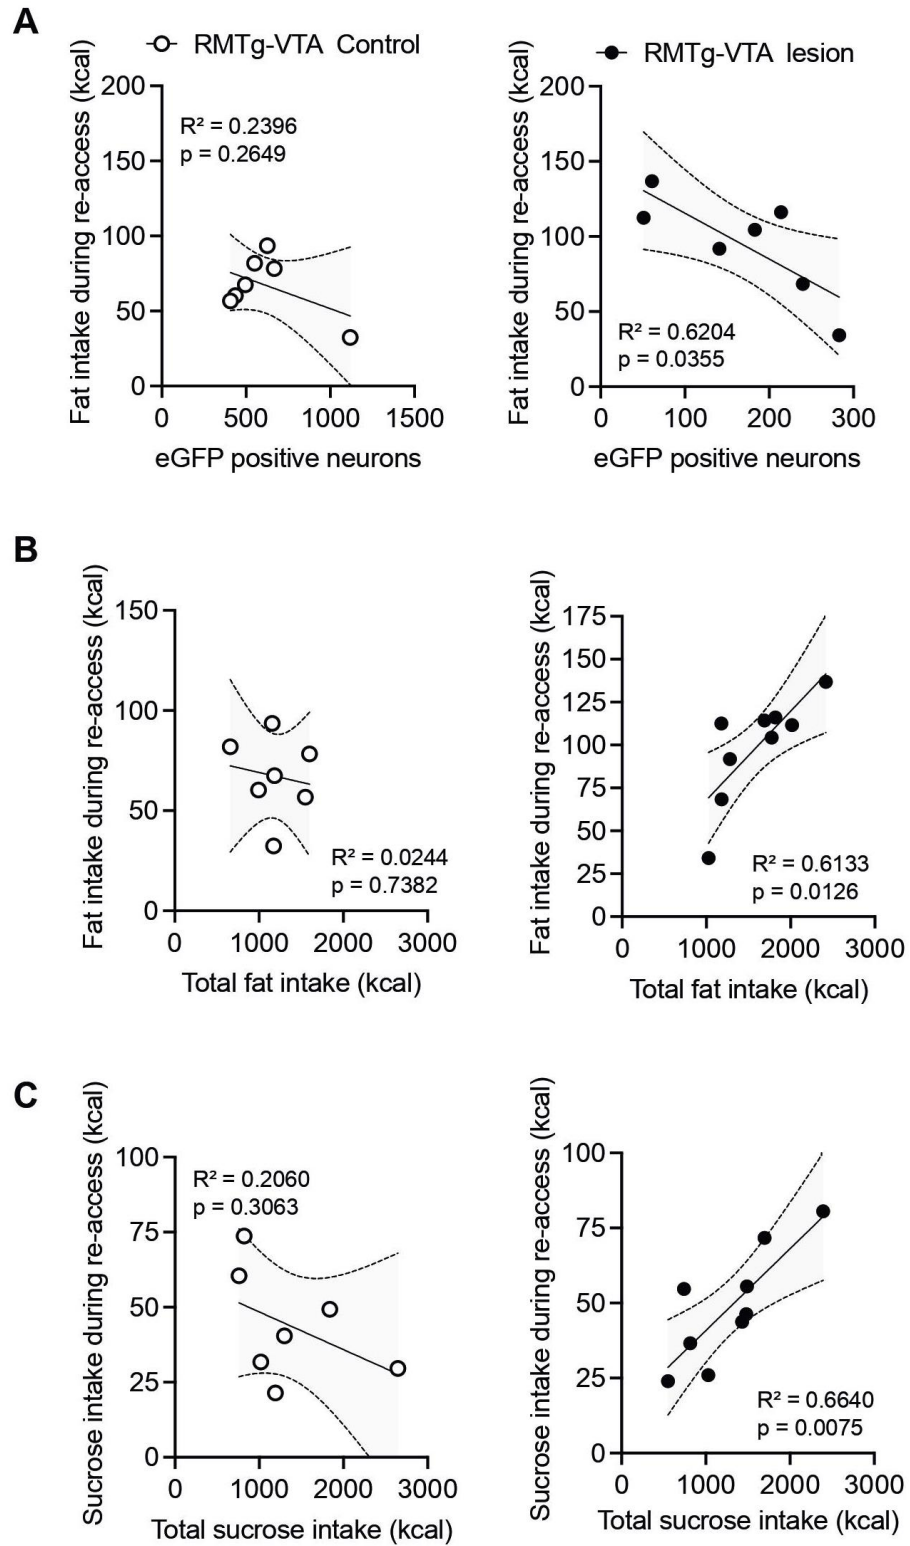 A
RMTg-VTA Control
RMTg-VTA lesion
Fat intake during re-access (kcal)
200
150
100
50
0
R² = 0.2396
p = 0.2649
0 500 1000 1500
eGFP positive neurons
Fat intake during re-access (kcal)
200
150
100
50
0
R² = 0.6204
p = 0.0355
0 100 200 300
eGFP positive neurons
B
Fat intake during re-access (kcal)
150
100
50
0
R² = 0.0244
p = 0.7382
0 1000 2000 3000
Total fat intake (kcal)
Fat intake during re-access (kcal)
175
150
125
100
75
50
25
0
R² = 0.6133
p = 0.0126
0 1000 2000 3000
Total fat intake (kcal)
C
Sucrose intake during re-access (kcal)
100
75
50
25
0
R² = 0.2060
p = 0.3063
0 1000 2000 3000
Total sucrose intake (kcal)
Sucrose intake during re-access (kcal)
100
75
50
25
0
R² = 0.6640
p = 0.0075
0 1000 2000 3000
Total sucrose intake (kcal)